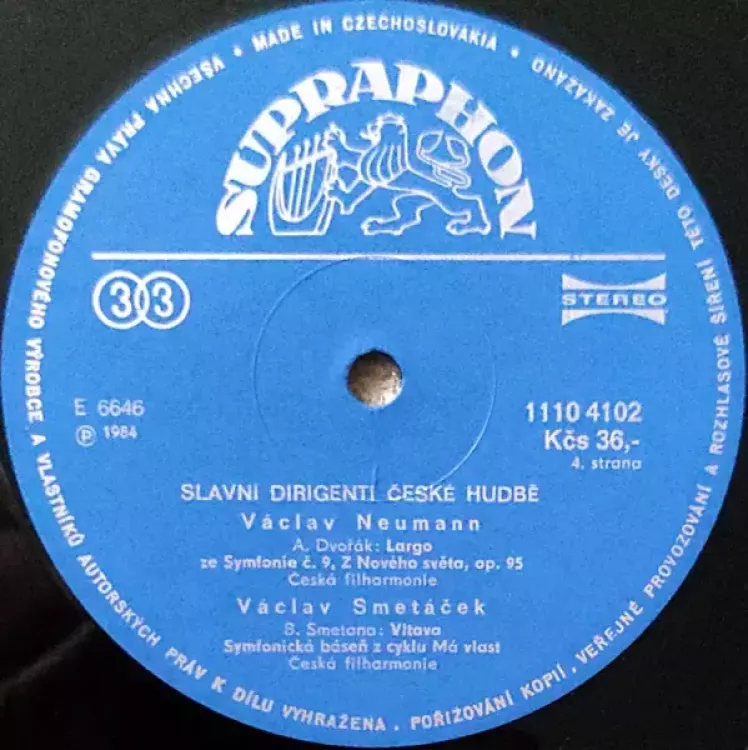 VŠECHNA PRÁVA GRAMOFONOVÉHO VÝROBCE A VLASTNÍKŮ AUTORSKÝCH PRÁV K DÍLU VYHRAŽENA. POŘIZOVÁNÍ KOPIÍ, VEŘEJNÉ PROVOZOVÁNÍ A ROZHLASOVÉ ŠÍŘENÍ TÉTO DESKY JE ZAKÁZÁNO
• MADE IN CZECHOSLOVAKIA •
SUPRAPHON
33
STEREO
E 6646
Ⓟ 1984
1110 4102
Kčs 36,-
4. strana
SLAVNÍ DIRIGENTI ČESKÉ HUDBĚ
Václav Neumann
A. Dvořák: Largo
ze Symfonie č. 9, Z Nového světa, op. 95
Česká filharmonie
Václav Smetáček
B. Smetana: Vltava
Symfonická báseň z cyklu Má vlast
Česká filharmonie